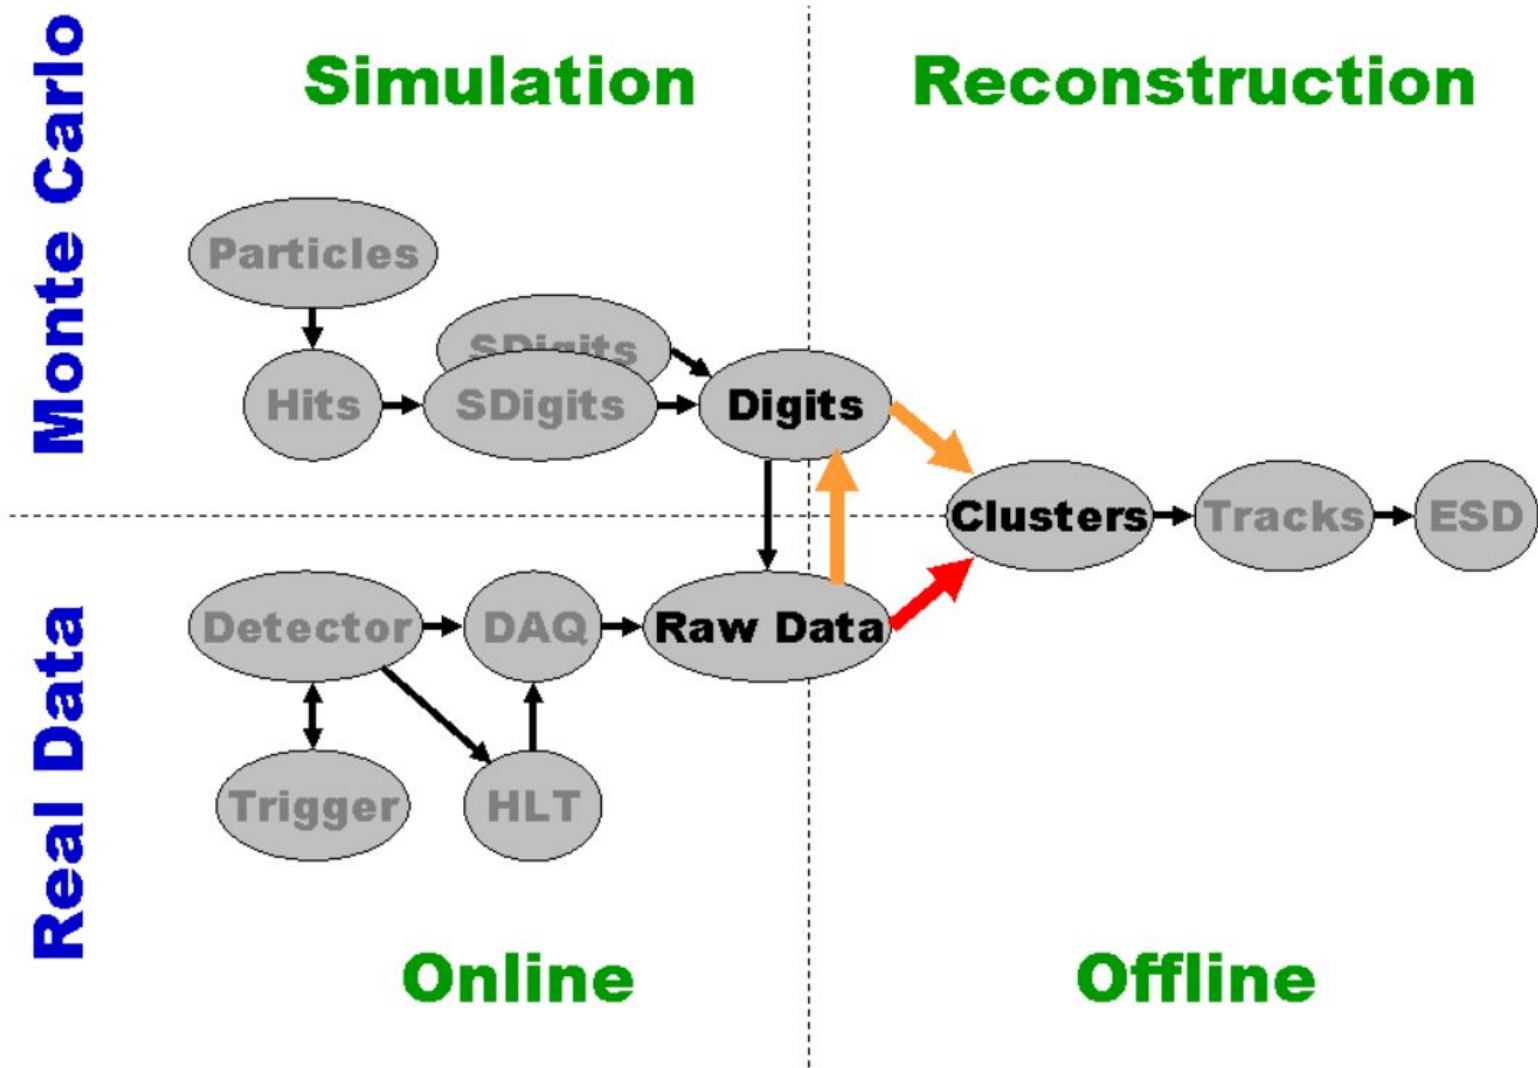 Monte Carlo
Simulation
Reconstruction
Particles
SDigits
Hits
SDigits
Digits
Clusters
Tracks
ESD
Real Data
Detector
DAQ
Raw Data
Trigger
HLT
Online
Offline